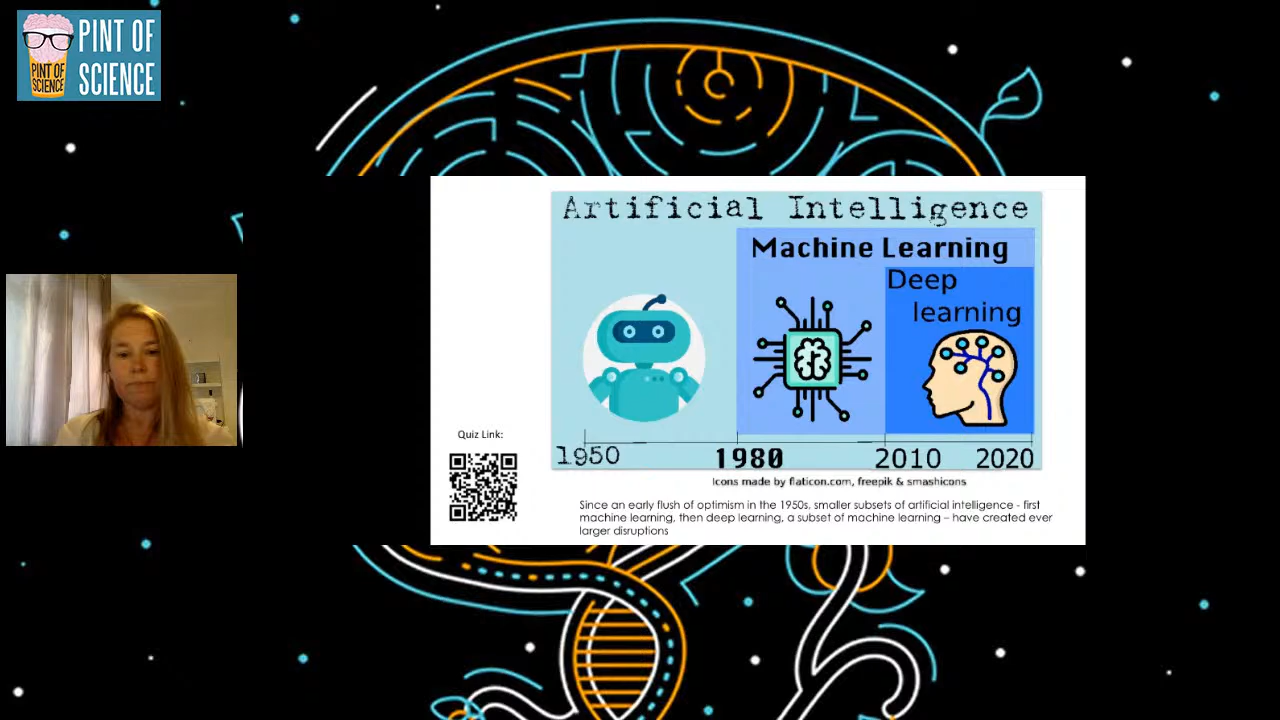 PINT OF
SCIENCE
PINT OF
SCIENCE
Artificial Intelligence
Machine Learning
Deep
learning
Quiz Link:
1950 1980 2010 2020
Icons made by flaticon.com, freepik & smashicons
Since an early flush of optimism in the 1950s, smaller subsets of artificial intelligence - first
machine learning, then deep learning, a subset of machine learning – have created ever
larger disruptions